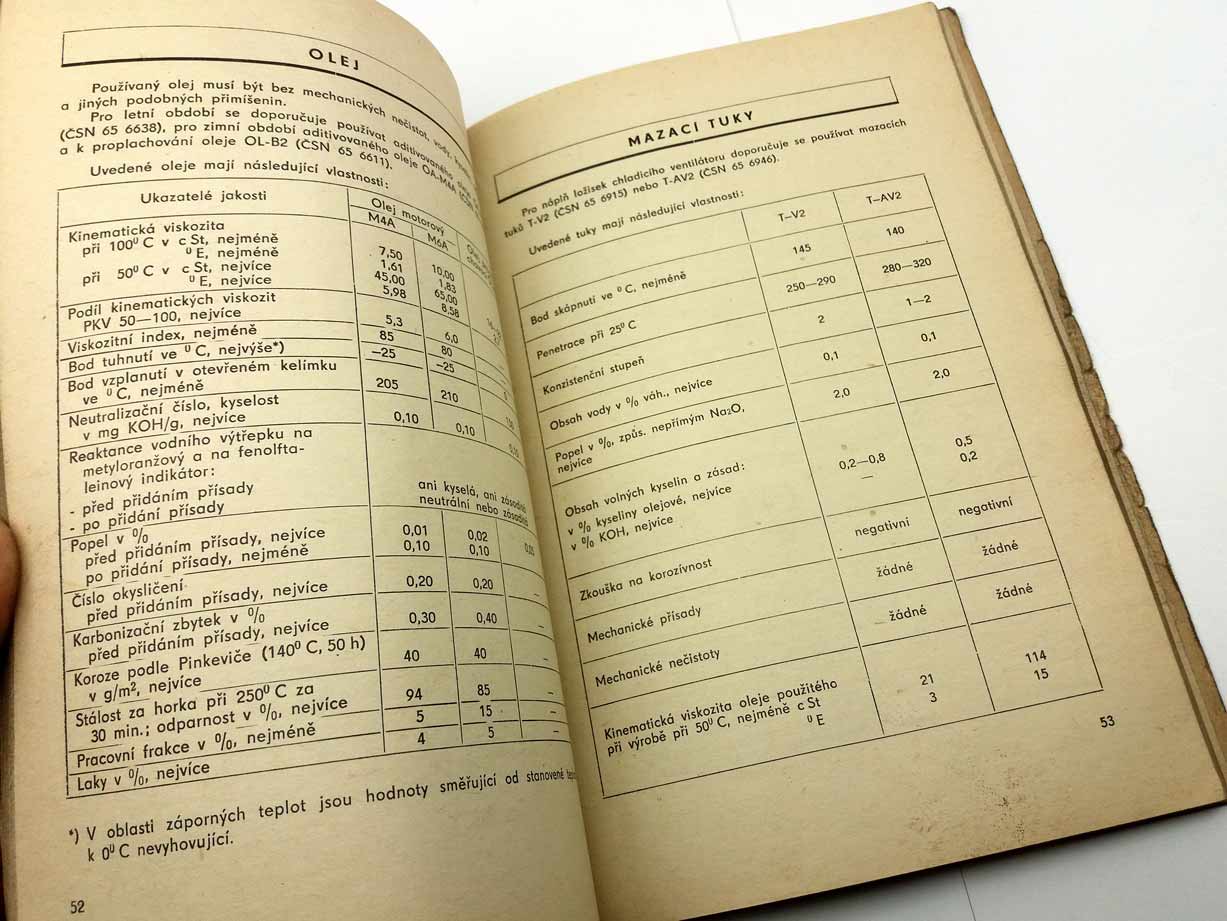 OLEJ
Používaný olej musí být bez mechanických nečistot, vody,
a jiných podobných přimíšenin.
Pro letní období se doporučuje používat aditivovaného
(ČSN 65 6638), pro zimní období aditivovaného oleje OA-M4A (ČSN
a k proplachování oleje OL-B2 (ČSN 65 6611).
Uvedené oleje mají následující vlastnosti:
Ukazatelé jakosti Olej motorový
M4A M6A
Kinematická viskozita
při 100⁰ C v c St, nejméně 7,50 10,00
⁰ E, nejméně 1,61 1,83
při 50⁰ C v c St, nejvíce 45,00 65,00
⁰ E, nejvíce 5,98 8,58
Podíl kinematických viskozit
PKV 50—100, nejvíce 5,3 6,0
Viskozitní index, nejméně 85 80
Bod tuhnutí ve ⁰ C, nejvýše*) —25 —25
Bod vzplanutí v otevřeném kelímku
ve ⁰ C, nejméně 205 210
Neutralizační číslo, kyselost
v mg KOH/g, nejvíce 0,10 0,10
Reaktance vodního výtřepku na
metyloranžový a na fenolfta-
leinový indikátor:
- před přidáním přísady ani kyselá, ani zásaditá
- po přidání přísady neutrální nebo zásaditá
Popel v %
před přidáním přísady, nejvíce 0,01 0,02
po přidání přísady, nejméně 0,10 0,10
Číslo okysličení
před přidáním přísady, nejvíce 0,20 0,20 –
Karbonizační zbytek v %
před přidáním přísady, nejvíce 0,30 0,40 –
Koroze podle Pinkeviče (140⁰ C, 50 h)
v g/m², nejvíce 40 40 –
Stálost za horka při 250⁰ C za
30 min.; odparnost v %, nejvíce 94 85 –
Pracovní frakce v %, nejméně 5 15 –
Laky v %, nejvíce 4 5 –
*) V oblasti záporných teplot jsou hodnoty směřující od stanovené
k 0⁰ C nevyhovující.
52
MAZACI TUKY
Pro náplň ložisek chladicího ventilátoru doporučuje se používat mazacích
tuků T-V2 (ČSN 65 6915) nebo T-AV2 (ČSN 65 6946).
Uvedené tuky mají následující vlastnosti:
T–V2 T–AV2
Bod skápnutí ve ⁰ C, nejméně 145 140
Penetrace při 25⁰ C 250—290 280—320
Konzistenční stupeň 2 1—2
Obsah vody v % váh., nejvíce 0,1 0,1
Popel v %, způs. nepřímým Na₂O,
nejvíce 2,0 2,0
Obsah volných kyselin a zásad:
v % kyseliny olejové, nejvíce 0,2—0,8 0,5
v % KOH, nejvíce — 0,2
Zkouška na korozívnost negativní negativní
Mechanické přísady žádné žádné
Mechanické nečistoty žádné žádné
Kinematická viskozita oleje použitého
při výrobě při 50⁰ C, nejméně c St 21 114
⁰ E 3 15
53